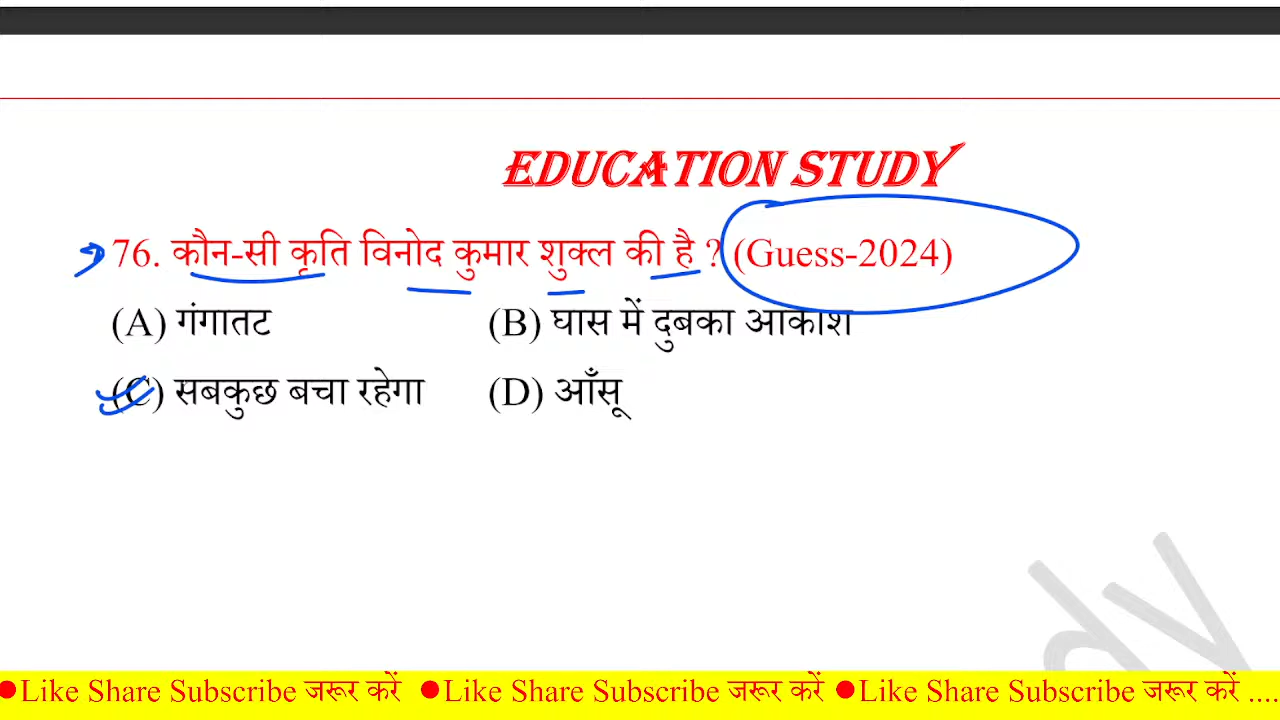 EDUCATION STUDY
76. कौन-सी कृति विनोद कुमार शुक्ल की है ? (Guess-2024)
(A) गंगातट (B) घास में दुबका आकाश
(C) सबकुछ बचा रहेगा (D) आँसू
dv
●Like Share Subscribe जरूर करें ●Like Share Subscribe जरूर करें ●Like Share Subscribe जरूर करें ....